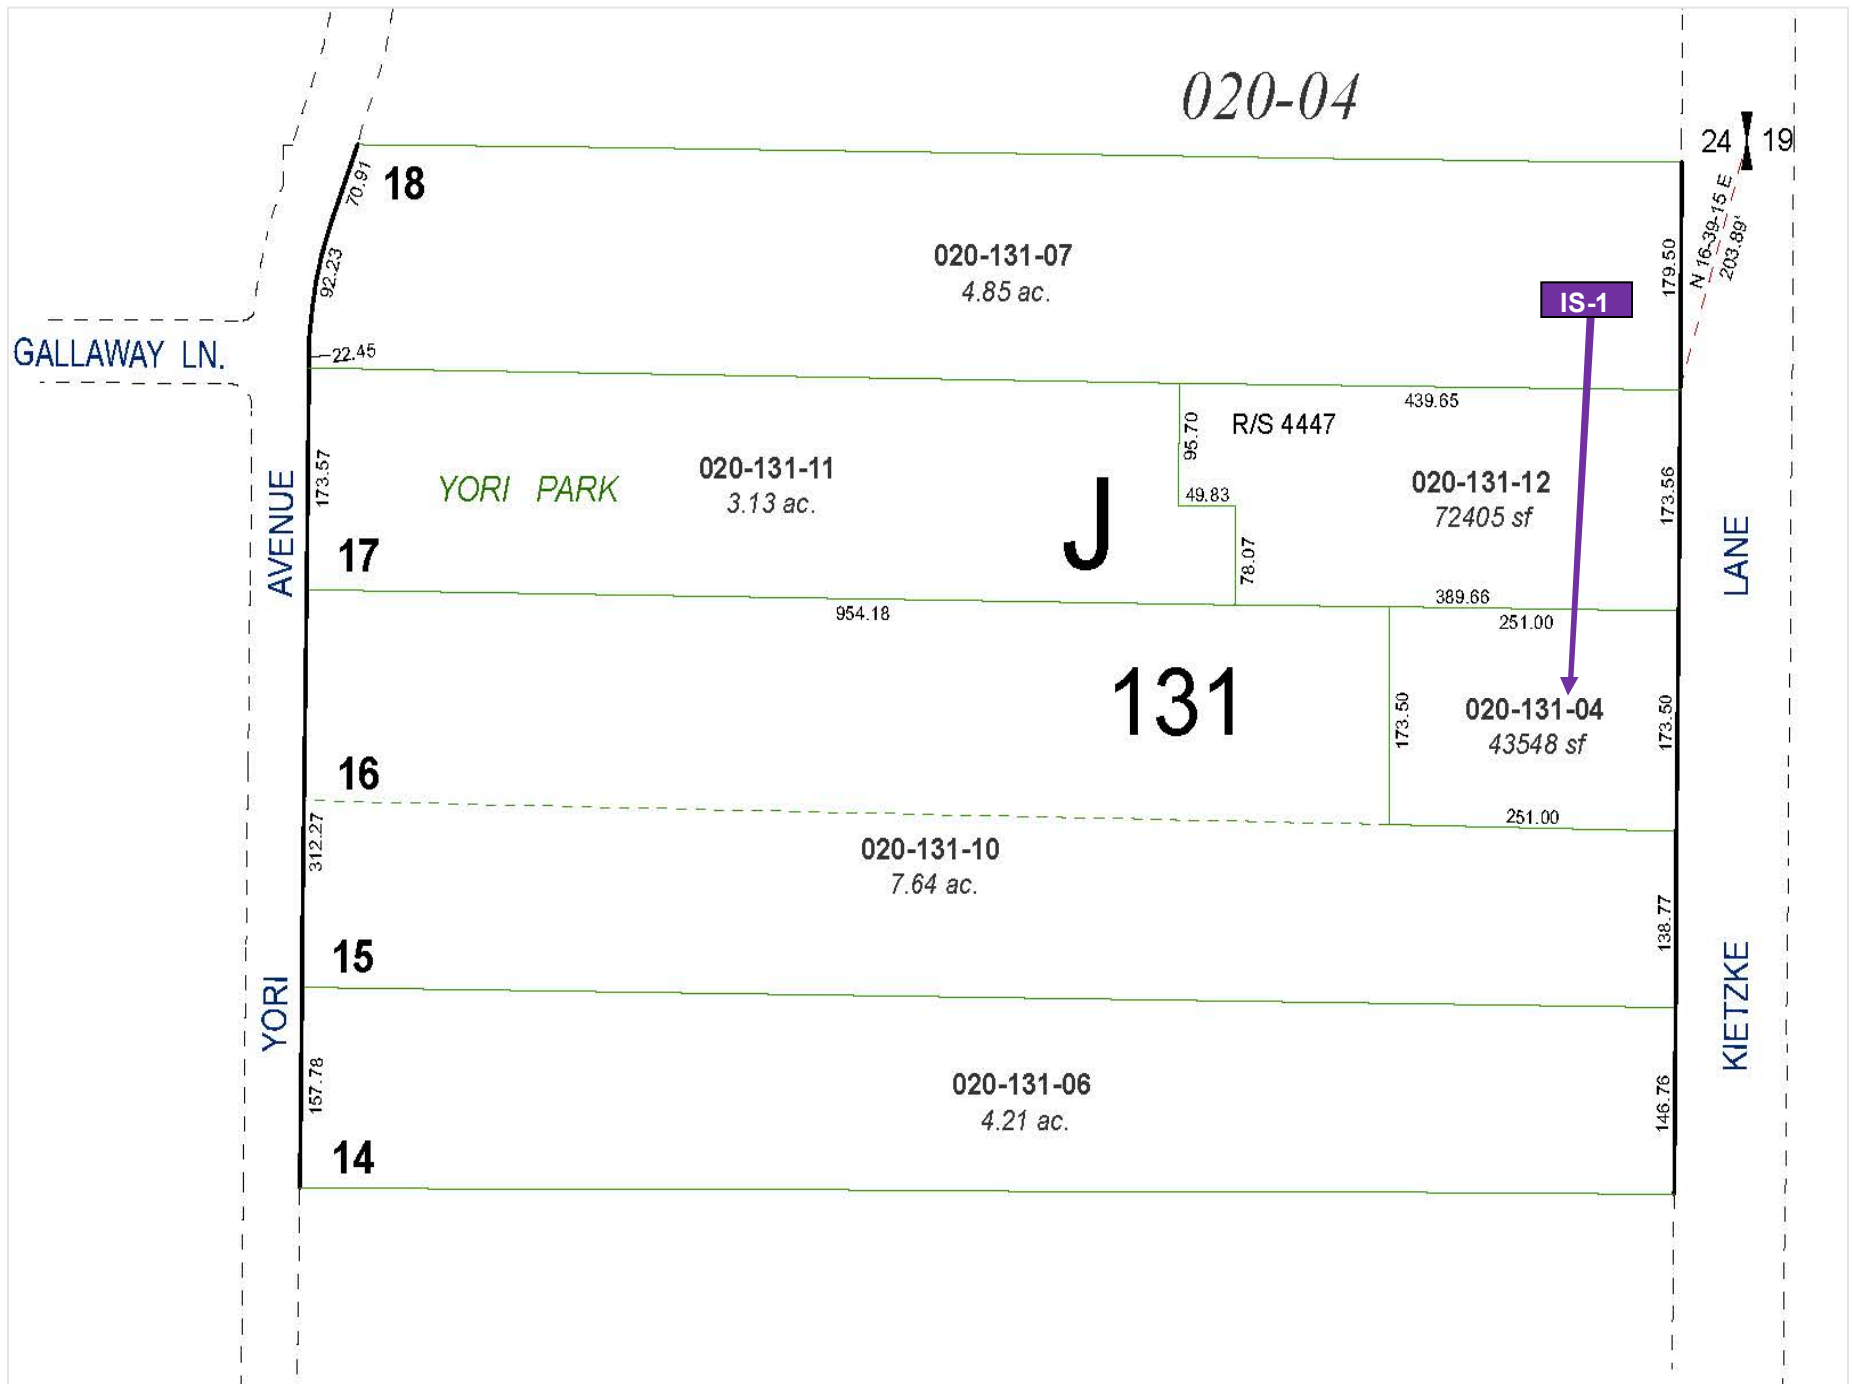 020-04
24 19
N 16-39-15 E
203.89'
70.91
18
92.23
020-131-07
4.85 ac.
179.50
IS-1
GALLAWAY LN.
22.45
439.65
R/S 4447
95.70
173.57
YORI PARK
020-131-11
3.13 ac.
J
49.83
020-131-12
72405 sf
173.56
AVENUE
LANE
17
78.07
389.66
954.18
251.00
131
173.50
020-131-04
43548 sf
173.50
16
251.00
312.27
020-131-10
7.64 ac.
138.77
15
YORI
KIETZKE
157.78
020-131-06
4.21 ac.
146.76
14